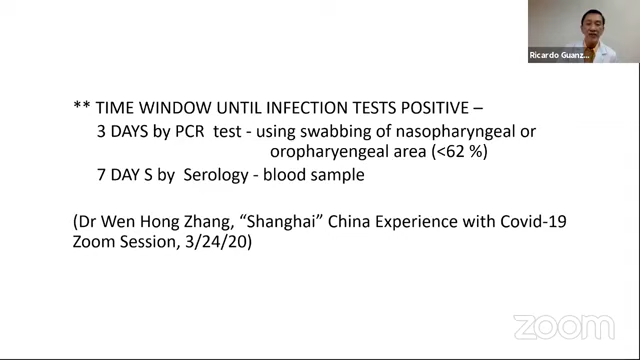 Ricardo Guanz...
** TIME WINDOW UNTIL INFECTION TESTS POSITIVE –
3 DAYS by PCR test - using swabbing of nasopharyngeal or
oropharyengeal area (<62 %)
7 DAY S by Serology - blood sample
(Dr Wen Hong Zhang, “Shanghai” China Experience with Covid-19
Zoom Session, 3/24/20)
zoom